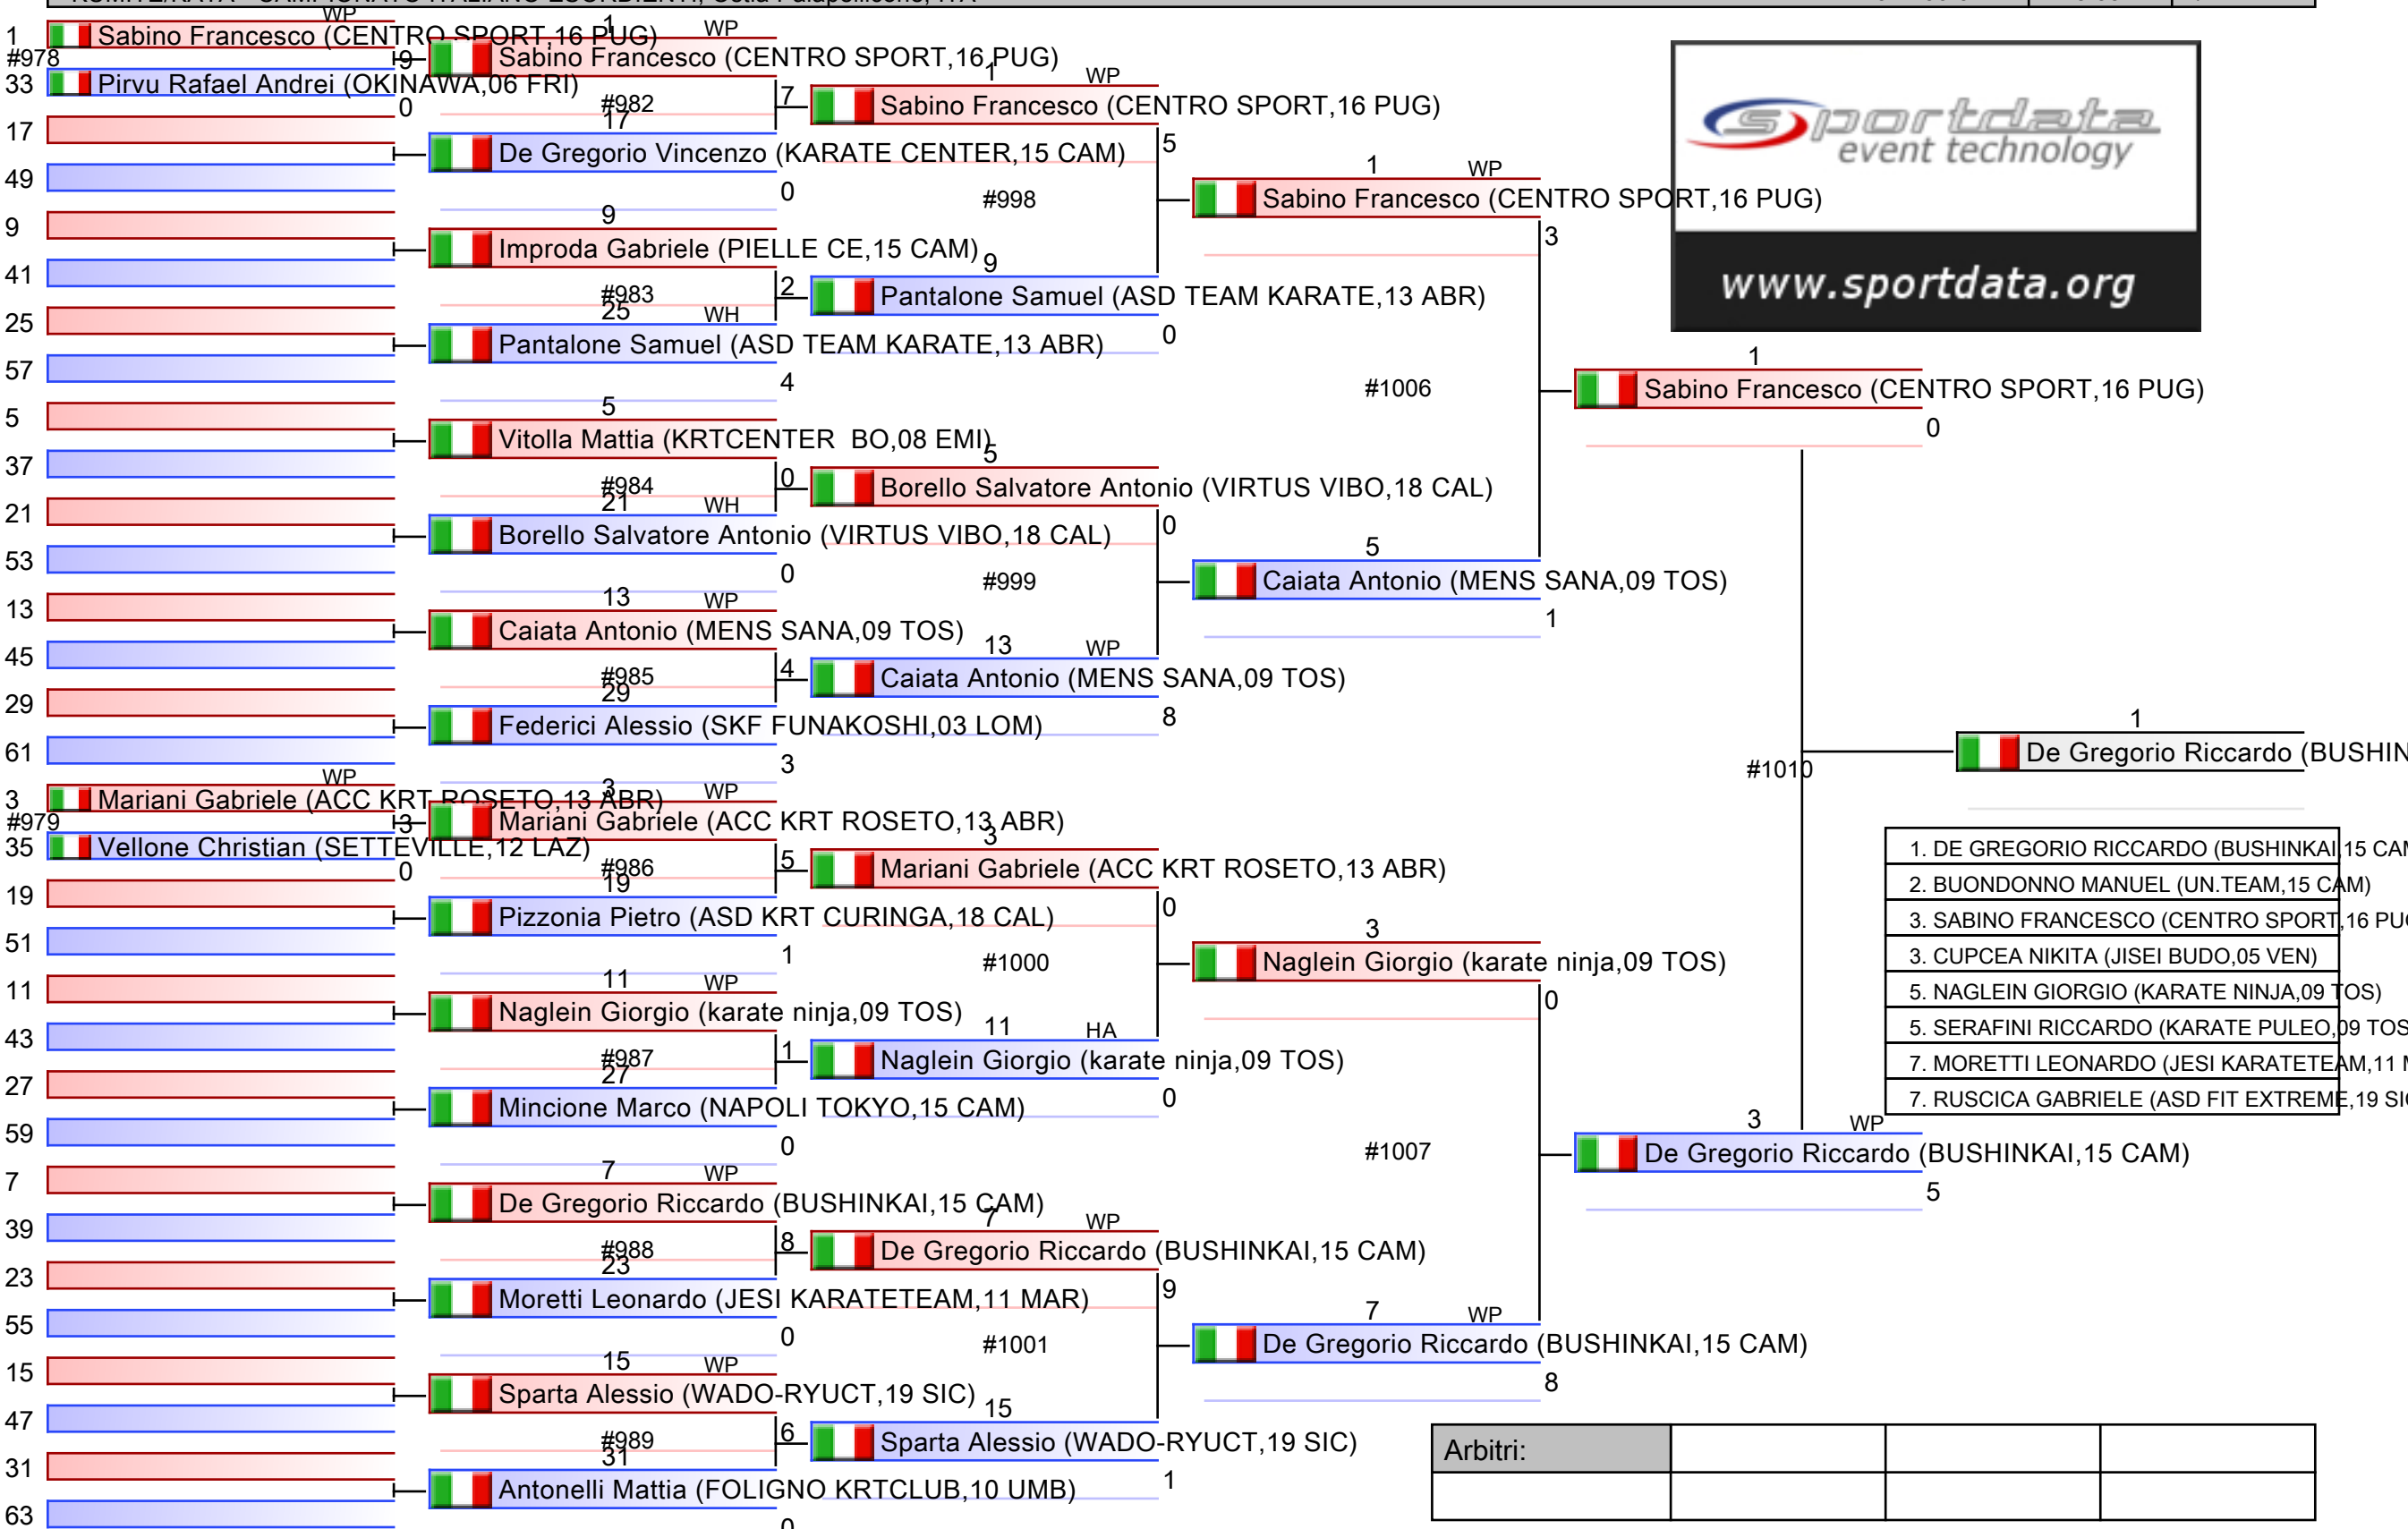 WP
1 Sabino Francesco (CENTRO SPORT,16 PUG)
#978
9
33 Pirvu Rafael Andrei (OKINAWA,06 FRI)
0
17
49
9
41
25
57
5
37
21
53
13
45
29
61
WP
3 Mariani Gabriele (ACC KRT ROSETO,13 ABR)
#979
3
35 Vellone Christian (SETTEVILLE,12 LAZ)
0
19
51
11
43
27
59
7
39
23
55
15
47
31
63
1 WP
Sabino Francesco (CENTRO SPORT,16 PUG)
7
#982
17
De Gregorio Vincenzo (KARATE CENTER,15 CAM)
0
9
Improda Gabriele (PIELLE CE,15 CAM)
2
#983
25 WH
Pantalone Samuel (ASD TEAM KARATE,13 ABR)
4
5
Vitolla Mattia (KRTCENTER  BO,08 EMI)
0
#984
21 WH
Borello Salvatore Antonio (VIRTUS VIBO,18 CAL)
0
13 WP
Caiata Antonio (MENS SANA,09 TOS)
4
#985
29
Federici Alessio (SKF FUNAKOSHI,03 LOM)
3
3 WP
Mariani Gabriele (ACC KRT ROSETO,13 ABR)
5
#986
19
Pizzonia Pietro (ASD KRT CURINGA,18 CAL)
1
11 WP
Naglein Giorgio (karate ninja,09 TOS)
1
#987
27
Mincione Marco (NAPOLI TOKYO,15 CAM)
0
7 WP
De Gregorio Riccardo (BUSHINKAI,15 CAM)
8
#988
23
Moretti Leonardo (JESI KARATETEAM,11 MAR)
0
15 WP
Sparta Alessio (WADO-RYUCT,19 SIC)
6
#989
31
Antonelli Mattia (FOLIGNO KRTCLUB,10 UMB)
0
1 WP
Sabino Francesco (CENTRO SPORT,16 PUG)
5
#998
9
Pantalone Samuel (ASD TEAM KARATE,13 ABR)
0
5
Borello Salvatore Antonio (VIRTUS VIBO,18 CAL)
0
#999
13 WP
Caiata Antonio (MENS SANA,09 TOS)
8
3
Mariani Gabriele (ACC KRT ROSETO,13 ABR)
0
#1000
11 HA
Naglein Giorgio (karate ninja,09 TOS)
0
7 WP
De Gregorio Riccardo (BUSHINKAI,15 CAM)
9
#1001
15
Sparta Alessio (WADO-RYUCT,19 SIC)
1
1 WP
Sabino Francesco (CENTRO SPORT,16 PUG)
3
#1006
5
Caiata Antonio (MENS SANA,09 TOS)
1
3
Naglein Giorgio (karate ninja,09 TOS)
0
#1007
7 WP
De Gregorio Riccardo (BUSHINKAI,15 CAM)
8
1
Sabino Francesco (CENTRO SPORT,16 PUG)
0
#1010
3 WP
De Gregorio Riccardo (BUSHINKAI,15 CAM)
5
1
De Gregorio Riccardo (BUSHIN
sportdata
event technology
www.sportdata.org
1. DE GREGORIO RICCARDO (BUSHINKAI,15 CAM
2. BUONDONNO MANUEL (UN.TEAM,15 CAM)
3. SABINO FRANCESCO (CENTRO SPORT,16 PUG
3. CUPCEA NIKITA (JISEI BUDO,05 VEN)
5. NAGLEIN GIORGIO (KARATE NINJA,09 TOS)
5. SERAFINI RICCARDO (KARATE PULEO,09 TOS
7. MORETTI LEONARDO (JESI KARATETEAM,11 M
7. RUSCICA GABRIELE (ASD FIT EXTREME,19 SIC
Arbitri: